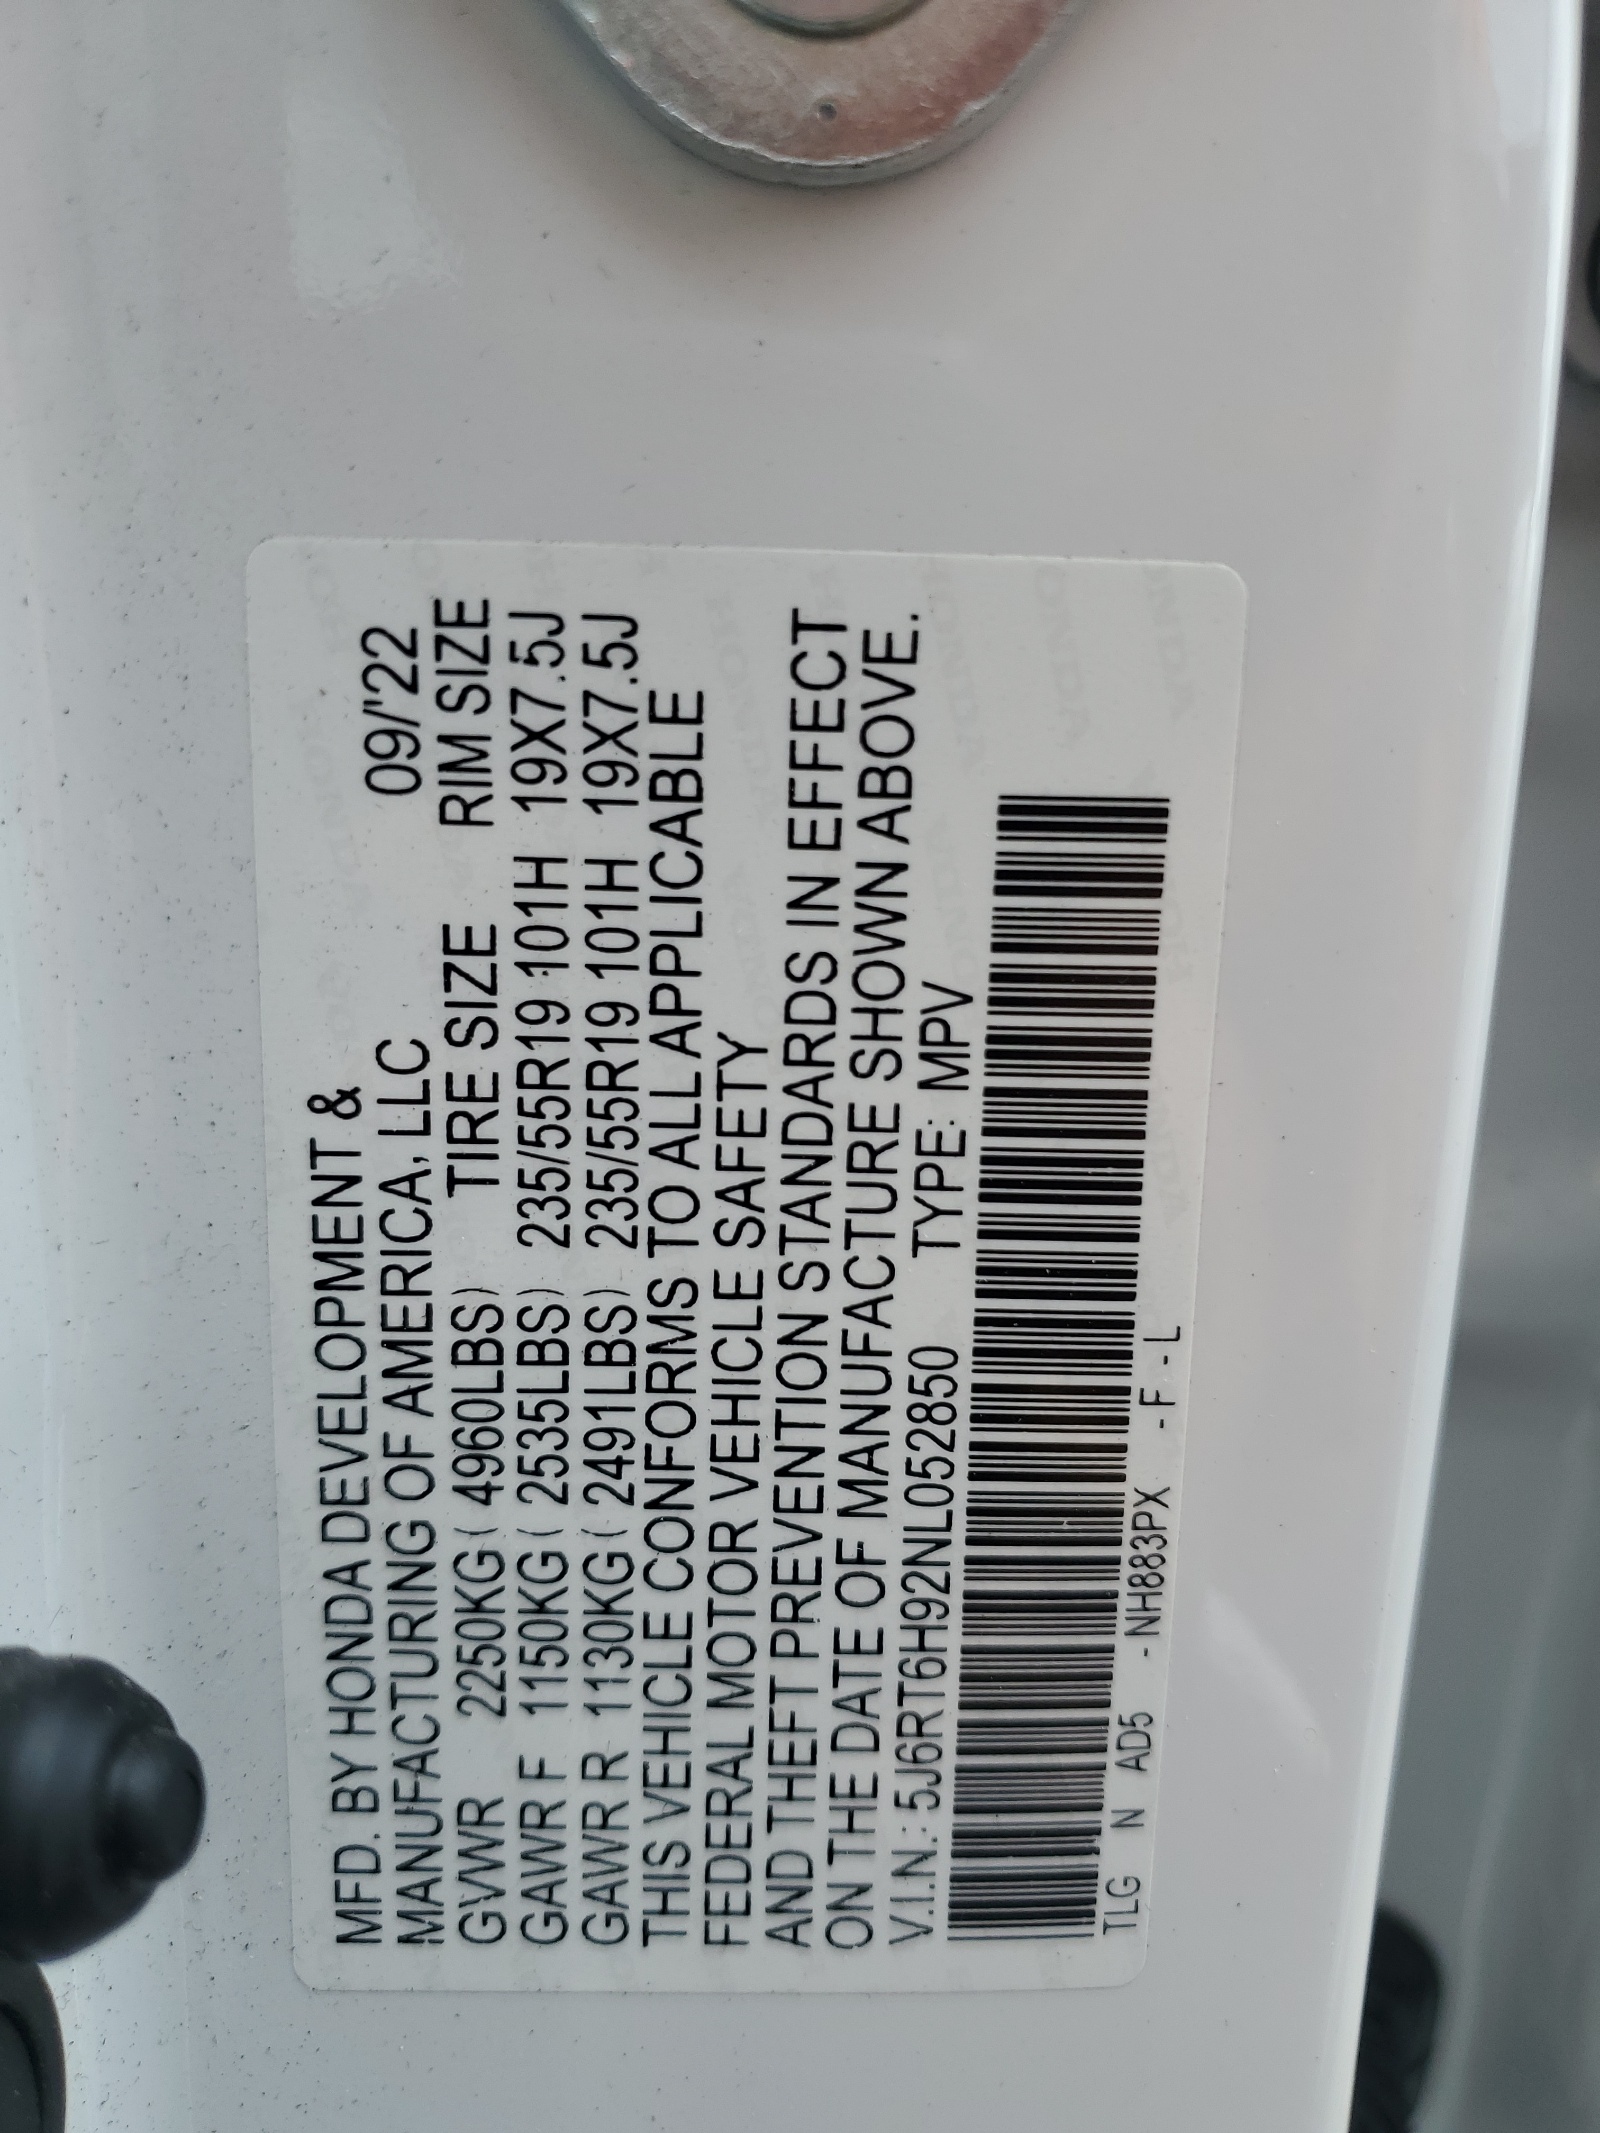 MFD. BY HONDA DEVELOPMENT &
MANUFACTURING OF AMERICA, LLC 09/'22
GVWR 2250KG ( 4960LBS) TIRE SIZE RIM SIZE
GAWR F 1150KG ( 2535LBS) 235/55R19 101H 19X7.5J
GAWR R 1130KG ( 2491LBS) 235/55R19 101H 19X7.5J
THIS VEHICLE CONFORMS TO ALL APPLICABLE
FEDERAL MOTOR VEHICLE SAFETY
AND THEFT PREVENTION STANDARDS IN EFFECT
ON THE DATE OF MANUFACTURE SHOWN ABOVE.
V.I.N.: 5J6RT6H92NL052850 TYPE: MPV
TLG N AD5 - NH883PX - F - L